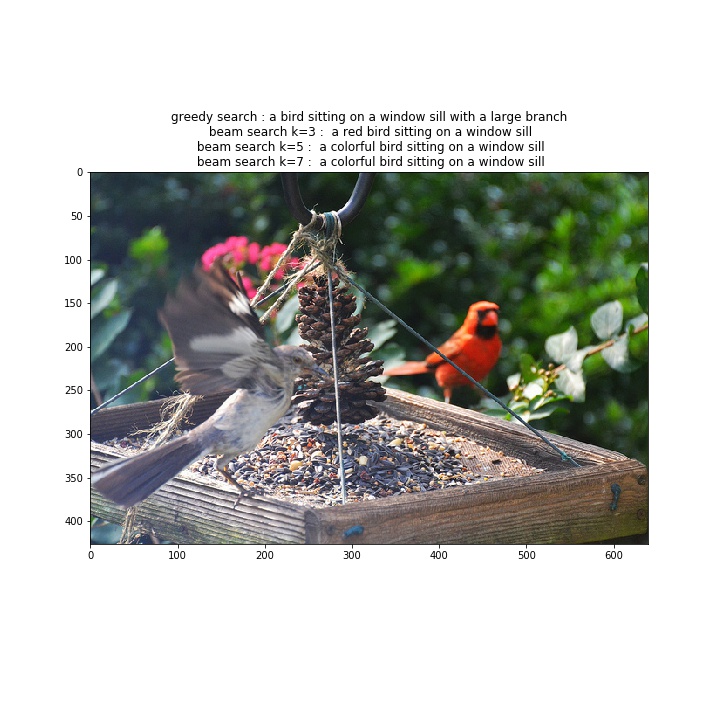 greedy search : a bird sitting on a window sill with a large branch
beam search k=3 :  a red bird sitting on a window sill
beam search k=5 :  a colorful bird sitting on a window sill
beam search k=7 :  a colorful bird sitting on a window sill
0
50
100
150
200
250
300
350
400
0 100 200 300 400 500 600